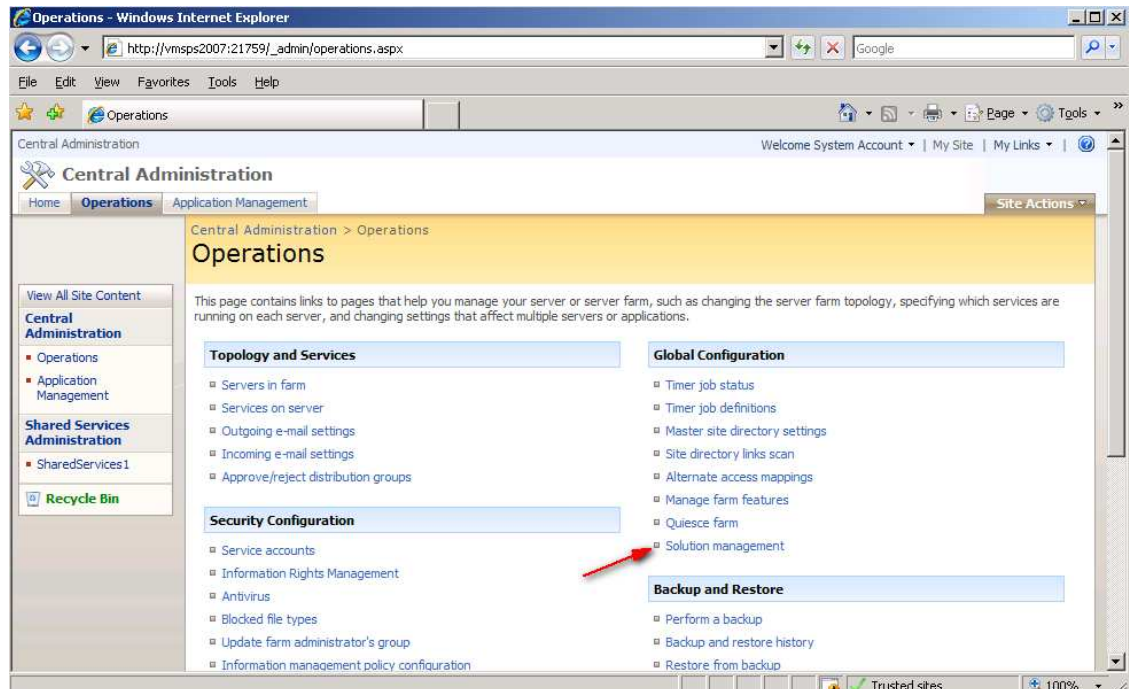 Operations - Windows Internet Explorer
http://vmsps2007:21759/_admin/operations.aspx
Google
File Edit View Favorites Tools Help
Operations
Page Tools »
Central Administration
Welcome System Account | My Site | My Links |
Central Administration
Home Operations Application Management
Site Actions
Central Administration > Operations
Operations
View All Site Content
Central
Administration
Operations
Application
Management
Shared Services
Administration
SharedServices1
Recycle Bin
This page contains links to pages that help you manage your server or server farm, such as changing the server farm topology, specifying which services are
running on each server, and changing settings that affect multiple servers or applications.
Topology and Services
Servers in farm
Services on server
Outgoing e-mail settings
Incoming e-mail settings
Approve/reject distribution groups
Security Configuration
Service accounts
Information Rights Management
Antivirus
Blocked file types
Update farm administrator's group
Information management policy configuration
Global Configuration
Timer job status
Timer job definitions
Master site directory settings
Site directory links scan
Alternate access mappings
Manage farm features
Quiesce farm
Solution management
Backup and Restore
Perform a backup
Backup and restore history
Restore from backup
Trusted sites
100%